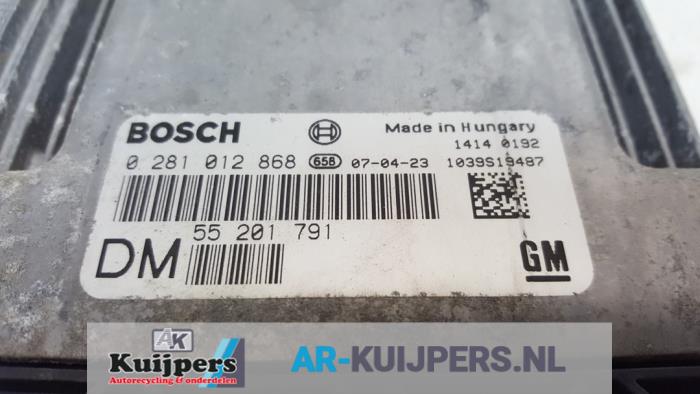 BOSCH
Made in Hungary
1414 0192
0 281 012 868 656 07-04-23 1039S19487
55 201 791
DM
GM
AK
Kuijpers
Autorecycling & onderdelen
AR-KUIJPERS.NL